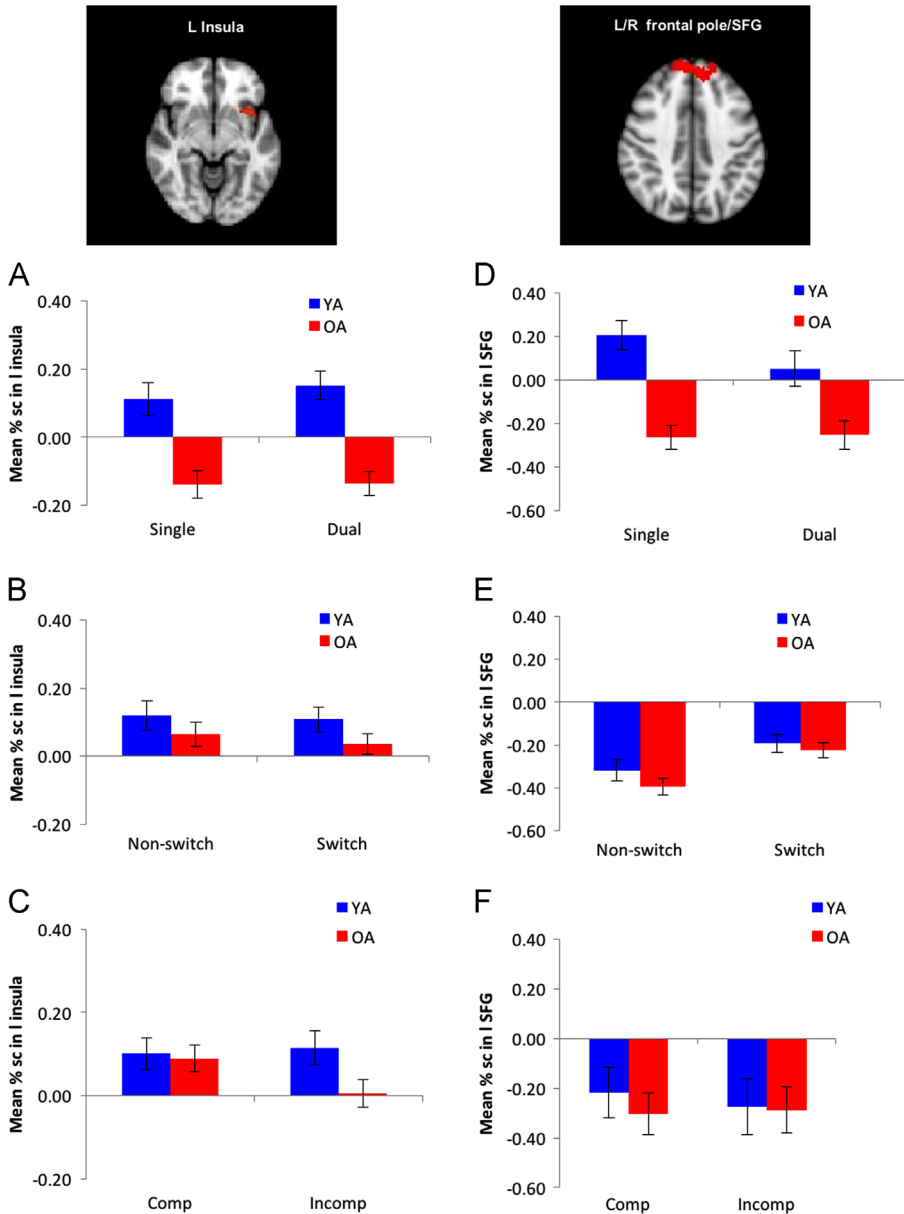 L Insula
L/R frontal pole/SFG
A
YA
OA
0.40
0.20
0.00
-0.20
Mean % sc in l insula
Single Dual
B
YA
OA
0.40
0.20
0.00
-0.20
Mean % sc in l insula
Non-switch Switch
C
YA
OA
0.40
0.20
0.00
-0.20
Mean % sc in l insula
Comp Incomp
D
YA
OA
0.40
0.20
0.00
-0.20
-0.40
-0.60
Mean % sc in l SFG
Single Dual
E
YA
OA
0.40
0.20
0.00
-0.20
-0.40
-0.60
Mean % sc in l SFG
Non-switch Switch
F
YA
OA
0.40
0.20
0.00
-0.20
-0.40
-0.60
Mean % sc in l SFG
Comp Incomp